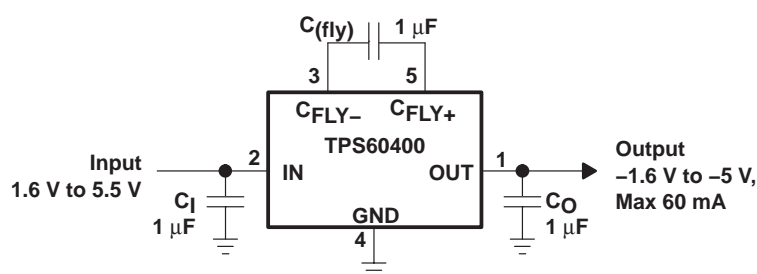 C(fly) 1 μF
3 5
CFLY− CFLY+
TPS60400
Input
1.6 V to 5.5 V
2 IN
OUT 1
Output
−1.6 V to −5 V,
Max 60 mA
CI
1 μF
GND
4
CO
1 μF